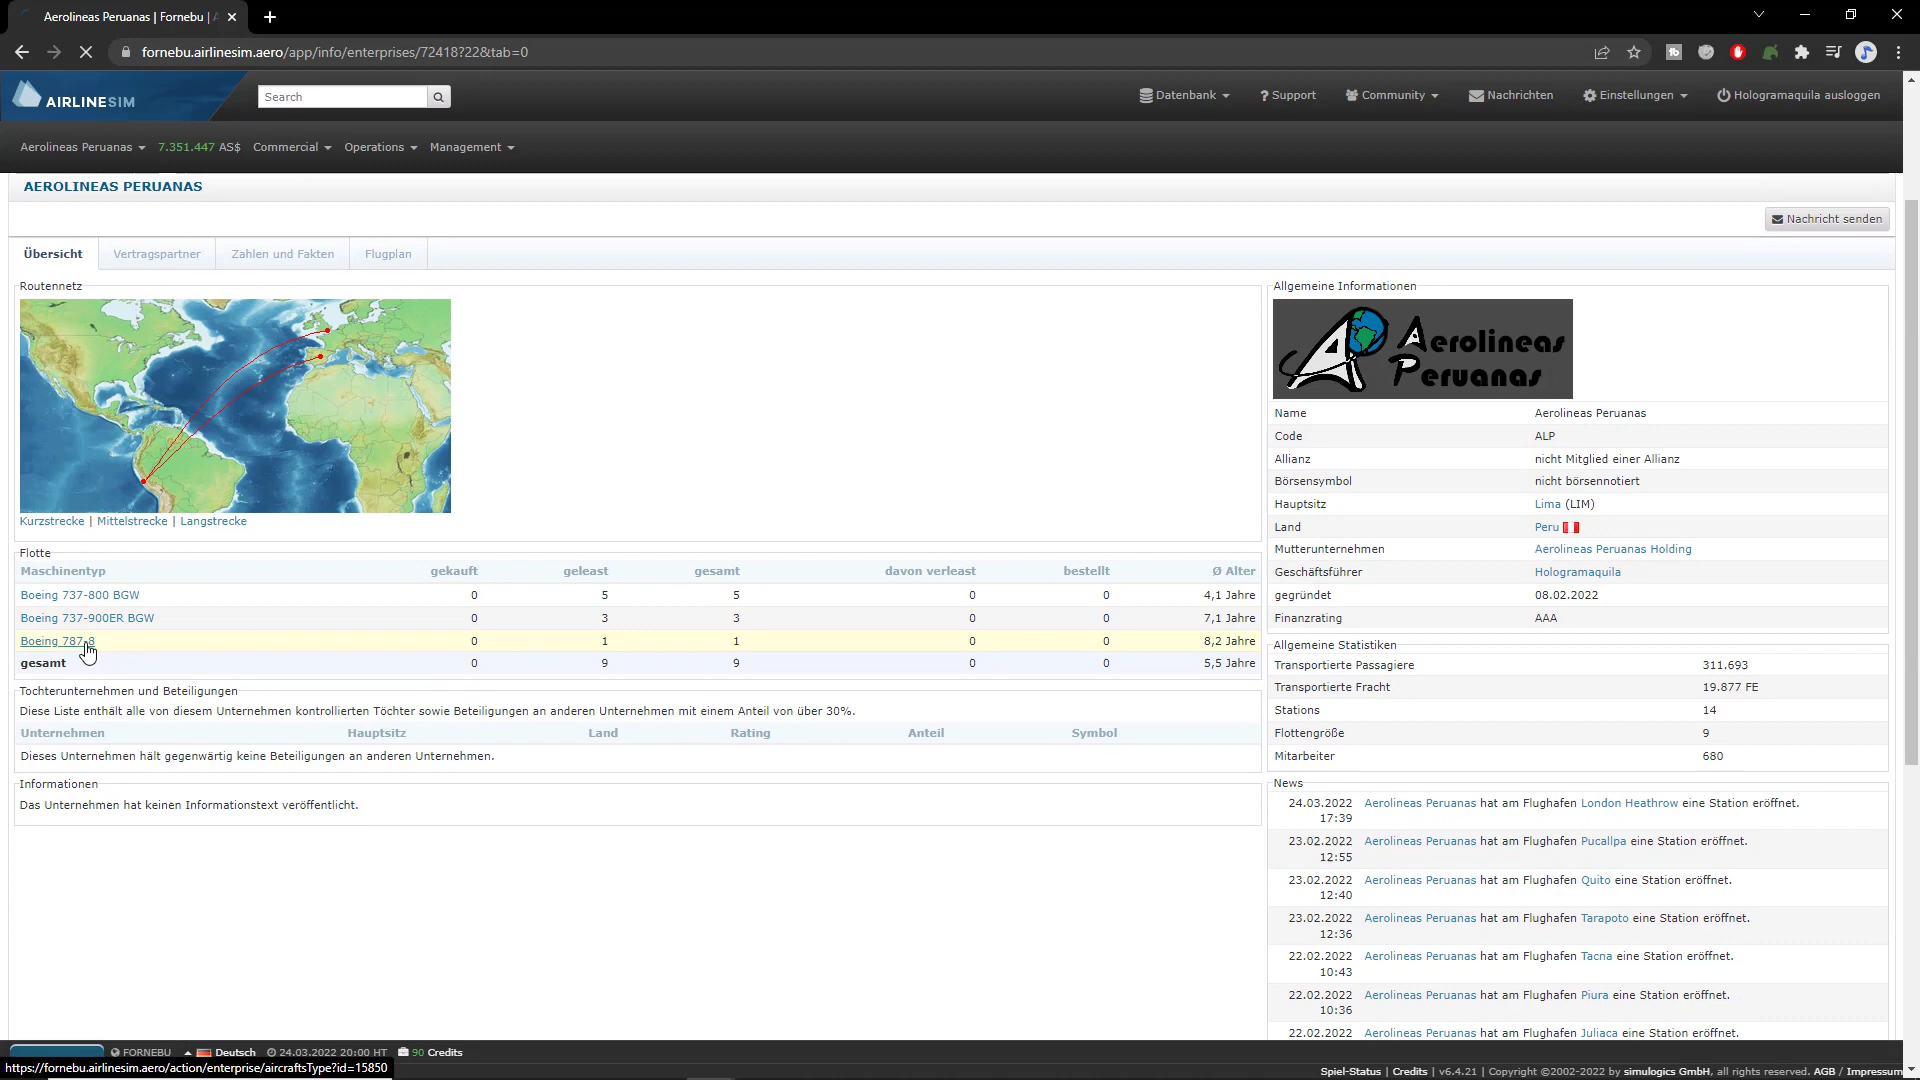 Aerolineas Peruanas | Fornebu |
fornebu.airlinesim.aero/app/info/enterprises/72418?22&tab=0
AIRLINESIM
Search
Datenbank
? Support
Community
Nachrichten
Einstellungen
Hologramaquila ausloggen
Aerolineas Peruanas 7.351.447 AS$ Commercial Operations Management
AEROLINEAS PERUANAS
Nachricht senden
Übersicht Vertragspartner Zahlen und Fakten Flugplan
Routennetz
Kurzstrecke | Mittelstrecke | Langstrecke
Flotte
Maschinentyp gekauft geleast gesamt davon verleast bestellt Ø Alter
Boeing 737-800 BGW 0 5 5 0 0 4,1 Jahre
Boeing 737-900ER BGW 0 3 3 0 0 7,1 Jahre
Boeing 787-8 0 1 1 0 0 8,2 Jahre
gesamt 0 9 9 0 0 5,5 Jahre
Tochterunternehmen und Beteiligungen
Diese Liste enthält alle von diesem Unternehmen kontrollierten Töchter sowie Beteiligungen an anderen Unternehmen mit einem Anteil von über 30%.
Unternehmen Hauptsitz Land Rating Anteil Symbol
Dieses Unternehmen hält gegenwärtig keine Beteiligungen an anderen Unternehmen.
Informationen
Das Unternehmen hat keinen Informationstext veröffentlicht.
Allgemeine Informationen
Aerolineas
Peruanas
Name Aerolineas Peruanas
Code ALP
Allianz nicht Mitglied einer Allianz
Börsensymbol nicht börsennotiert
Hauptsitz Lima (LIM)
Land Peru
Mutterunternehmen Aerolineas Peruanas Holding
Geschäftsführer Hologramaquila
gegründet 08.02.2022
Finanzrating AAA
Allgemeine Statistiken
Transportierte Passagiere 311.693
Transportierte Fracht 19.877 FE
Stations 14
Flottengröße 9
Mitarbeiter 680
News
24.03.2022 Aerolineas Peruanas hat am Flughafen London Heathrow eine Station eröffnet.
17:39
23.02.2022 Aerolineas Peruanas hat am Flughafen Pucallpa eine Station eröffnet.
12:55
23.02.2022 Aerolineas Peruanas hat am Flughafen Quito eine Station eröffnet.
12:40
23.02.2022 Aerolineas Peruanas hat am Flughafen Tarapoto eine Station eröffnet.
12:36
22.02.2022 Aerolineas Peruanas hat am Flughafen Tacna eine Station eröffnet.
10:43
22.02.2022 Aerolineas Peruanas hat am Flughafen Piura eine Station eröffnet.
10:36
22.02.2022 Aerolineas Peruanas hat am Flughafen Juliaca eine Station eröffnet.
FORNEBU Deutsch 24.03.2022 20:00 HT 90 Credits
https://fornebu.airlinesim.aero/action/enterprise/aircraftsType?id=15850
Spiel-Status | Credits | v6.4.21 | Copyright ©2002-2022 by simulogics GmbH, all rights reserved. AGB / Impressum